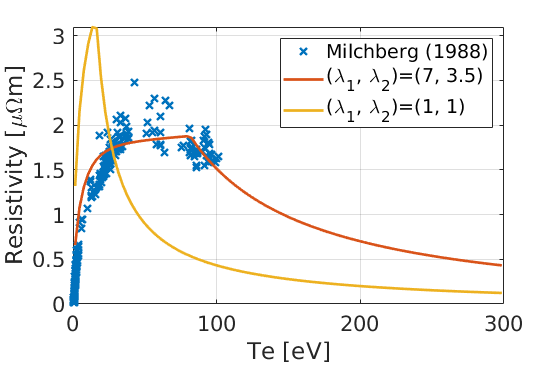 3
2.5
2
1.5
1
0.5
0
0
100
200
300
Resistivity [μΩm]
Te [eV]
Milchberg (1988)
(λ₁, λ₂)=(7, 3.5)
(λ₁, λ₂)=(1, 1)